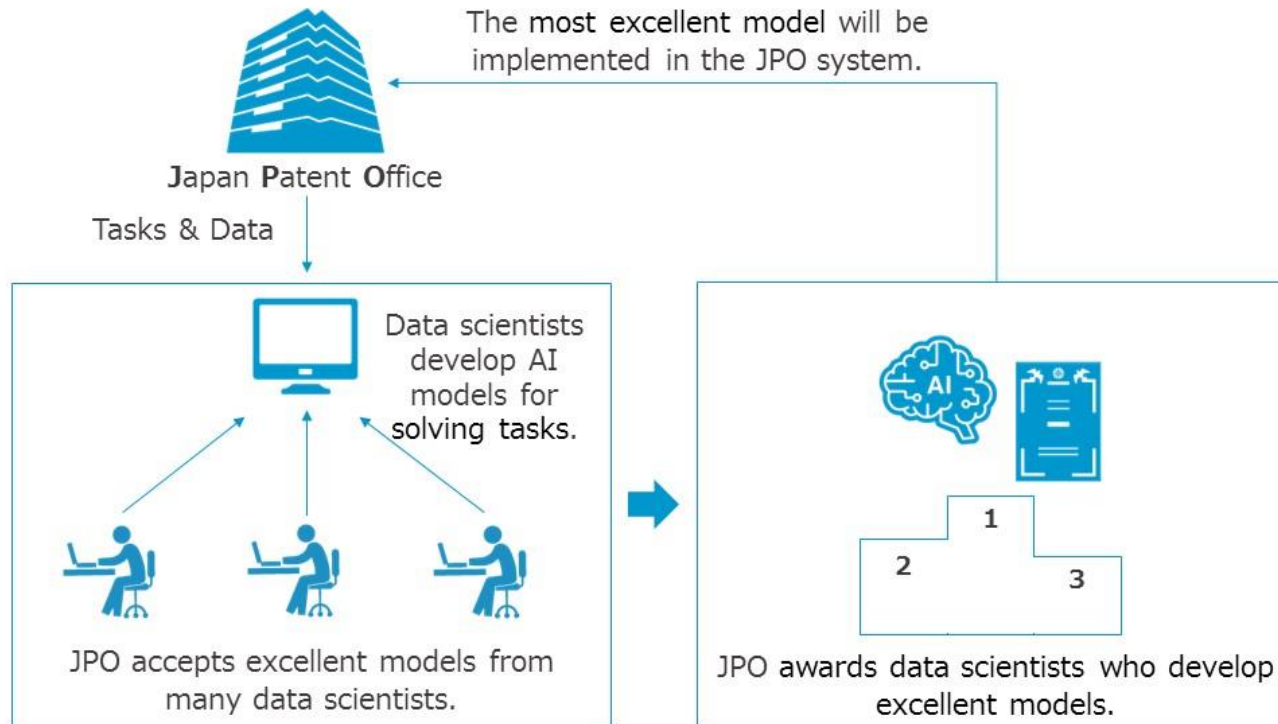 The most excellent model will be
implemented in the JPO system.
Japan Patent Office
Tasks & Data
Data scientists
develop AI
models for
solving tasks.
JPO accepts excellent models from
many data scientists.
AI
1
2
3
JPO awards data scientists who develop
excellent models.